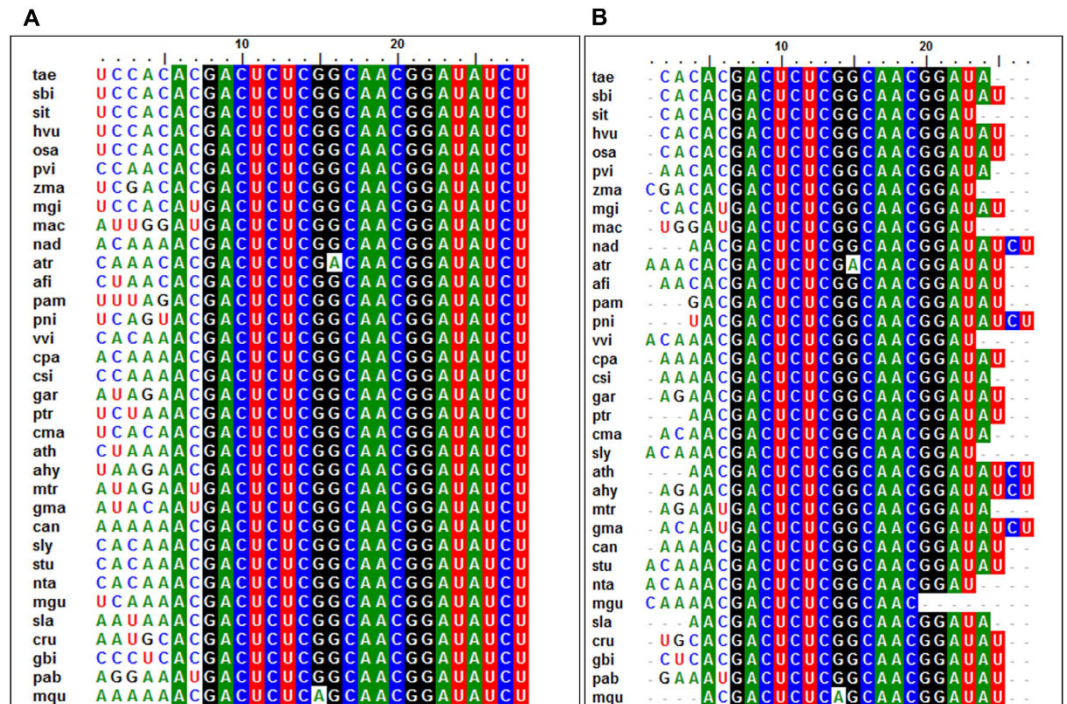 A
10 20
tae UCCACACGACUCUCGGCAACGGAUAUCU
sbi UCCACACGACUCUCGGCAACGGAUAUCU
sit UCCACACGACUCUCGGCAACGGAUAUCU
hvu UCCACACGACUCUCGGCAACGGAUAUCU
osa UCCACACGACUCUCGGCAACGGAUAUCU
pvi CCAACACGACUCUCGGCAACGGAUAUCU
zma UCGACACGACUCUCGGCAACGGAUAUCU
mgi UCCACAUGACUCUCGGCAACGGAUAUCU
mac AUUGGAUGACUCUCGGCAACGGAUAUCU
nad ACAAAACGACUCUCGGCAACGGAUAUCU
atr CAAACACGACUCUCGACAACGGAUAUCU
afi CUAACACGACUCUCGGCAACGGAUAUCU
pam UUUAGACGACUCUCGGCAACGGAUAUCU
pni UCAGUACGACUCUCGGCAACGGAUAUCU
vvi CACAAACGACUCUCGGCAACGGAUAUCU
cpa ACAAAACGACUCUCGGCAACGGAUAUCU
csi CCAAAACGACUCUCGGCAACGGAUAUCU
gar AUAGAACGACUCUCGGCAACGGAUAUCU
ptr UCUAAACGACUCUCGGCAACGGAUAUCU
cma UCACAACGACUCUCGGCAACGGAUAUCU
ath CUAAAACGACUCUCGGCAACGGAUAUCU
ahy UAAGAACGACUCUCGGCAACGGAUAUCU
mtr AUAGAAUGACUCUCGGCAACGGAUAUCU
gma AUACAAUGACUCUCGGCAACGGAUAUCU
can AAAAAACGACUCUCGGCAACGGAUAUCU
sly CACAAACGACUCUCGGCAACGGAUAUCU
stu CACAAACGACUCUCGGCAACGGAUAUCU
nta CACAAACGACUCUCGGCAACGGAUAUCU
mgu UCAAAACGACUCUCGGCAACGGAUAUCU
sla AAUAAACGACUCUCGGCAACGGAUAUCU
cru AAUGCACGACUCUCGGCAACGGAUAUCU
gbi CCCUCACGACUCUCGGCAACGGAUAUCU
pab AGGAAAUGACUCUCGGCAACGGAUAUCU
mqu AAAAAACGACUCUCAGCAACGGAUAUCU
B
10 20
tae -CACACGACUCUCGGCAACGGAUA---
sbi -CACACGACUCUCGGCAACGGAUAU--
sit -CACACGACUCUCGGCAACGGAU----
hvu -CACACGACUCUCGGCAACGGAUAU--
osa -CACACGACUCUCGGCAACGGAUAU--
pvi -AACACGACUCUCGGCAACGGAUA---
zma CGACACGACUCUCGGCAACGGAU----
mgi -CACAUGACUCUCGGCAACGGAUAU--
mac -UGGAUGACUCUCGGCAACGGAU----
nad ---AACGACUCUCGGCAACGGAUAUCU
atr AAACACGACUCUCGACAACGGAUAU--
afi -AACACGACUCUCGGCAACGGAUAU--
pam ---GACGACUCUCGGCAACGGAUAU--
pni ---UACGACUCUCGGCAACGGAUAUCU
vvi ACAAACGACUCUCGGCAACGGAU----
cpa -AAAACGACUCUCGGCAACGGAUAU--
csi -AAAACGACUCUCGGCAACGGAUA---
gar -AGAACGACUCUCGGCAACGGAUAU--
ptr ---AACGACUCUCGGCAACGGAUAU--
cma -ACAACGACUCUCGGCAACGGAUA---
sly ACAAACGACUCUCGGCAACGGAU----
ath ---AACGACUCUCGGCAACGGAUAUCU
ahy -AGAACGACUCUCGGCAACGGAUAUCU
mtr -AGAAUGACUCUCGGCAACGGAUA---
gma -ACAAUGACUCUCGGCAACGGAUAUCU
can -AAAACGACUCUCGGCAACGGAUAU--
stu ACAAACGACUCUCGGCAACGGAUAU--
nta ACAAACGACUCUCGGCAACGGAU----
mgu CAAAACGACUCUCGGCAAC--------
sla ---AACGACUCUCGGCAACGGAUA---
cru -UGCACGACUCUCGGCAACGGAUAU--
gbi -CUCACGACUCUCGGCAACGGAUAU--
pab -GAAAUGACUCUCGGCAACGGAUAU--
mqu ----ACGACUCUCAGCAACGGAUAU--